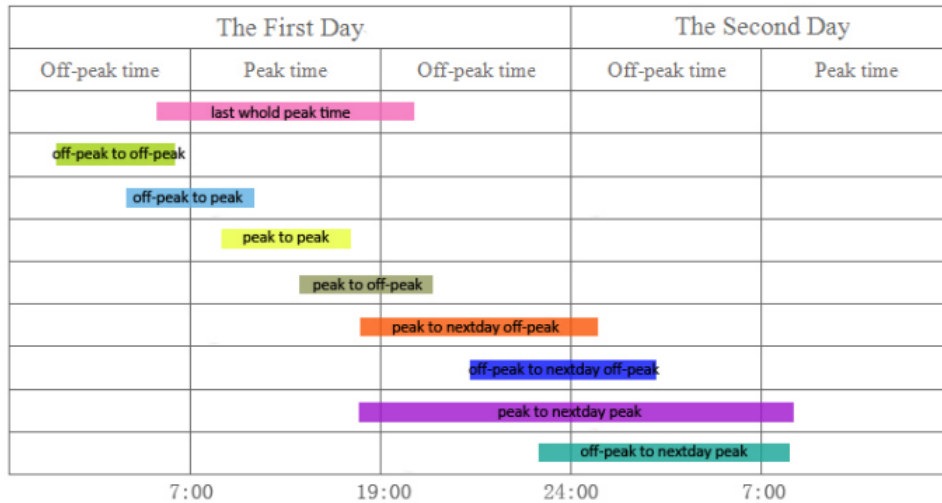 The First Day
The Second Day
Off-peak time
Peak time
Off-peak time
Off-peak time
Peak time
last whold peak time
off-peak to off-peak
off-peak to peak
peak to peak
peak to off-peak
peak to nextday off-peak
off-peak to nextday off-peak
peak to nextday peak
off-peak to nextday peak
7:00
19:00
24:00
7:00